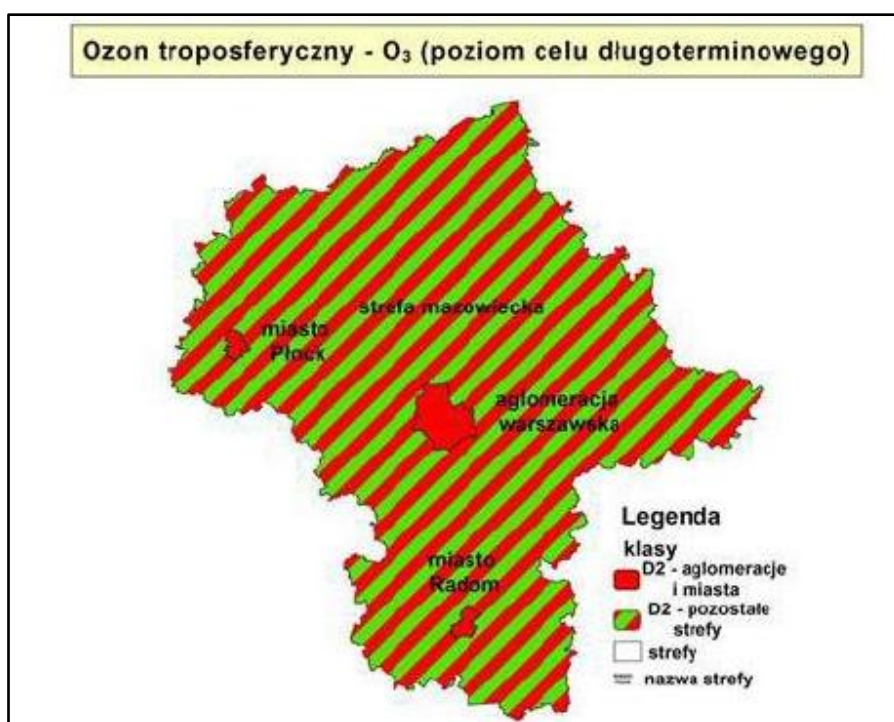 Ozon troposferyczny - O₃ (poziom celu długoterminowego)
strefa mazowiecka
miasto
Płock
aglomeracja
warszawska
miasto
Radom
Legenda
klasy
D2 - aglomeracje
i miasta
D2 - pozostałe
strefy
strefy
nazwa strefy